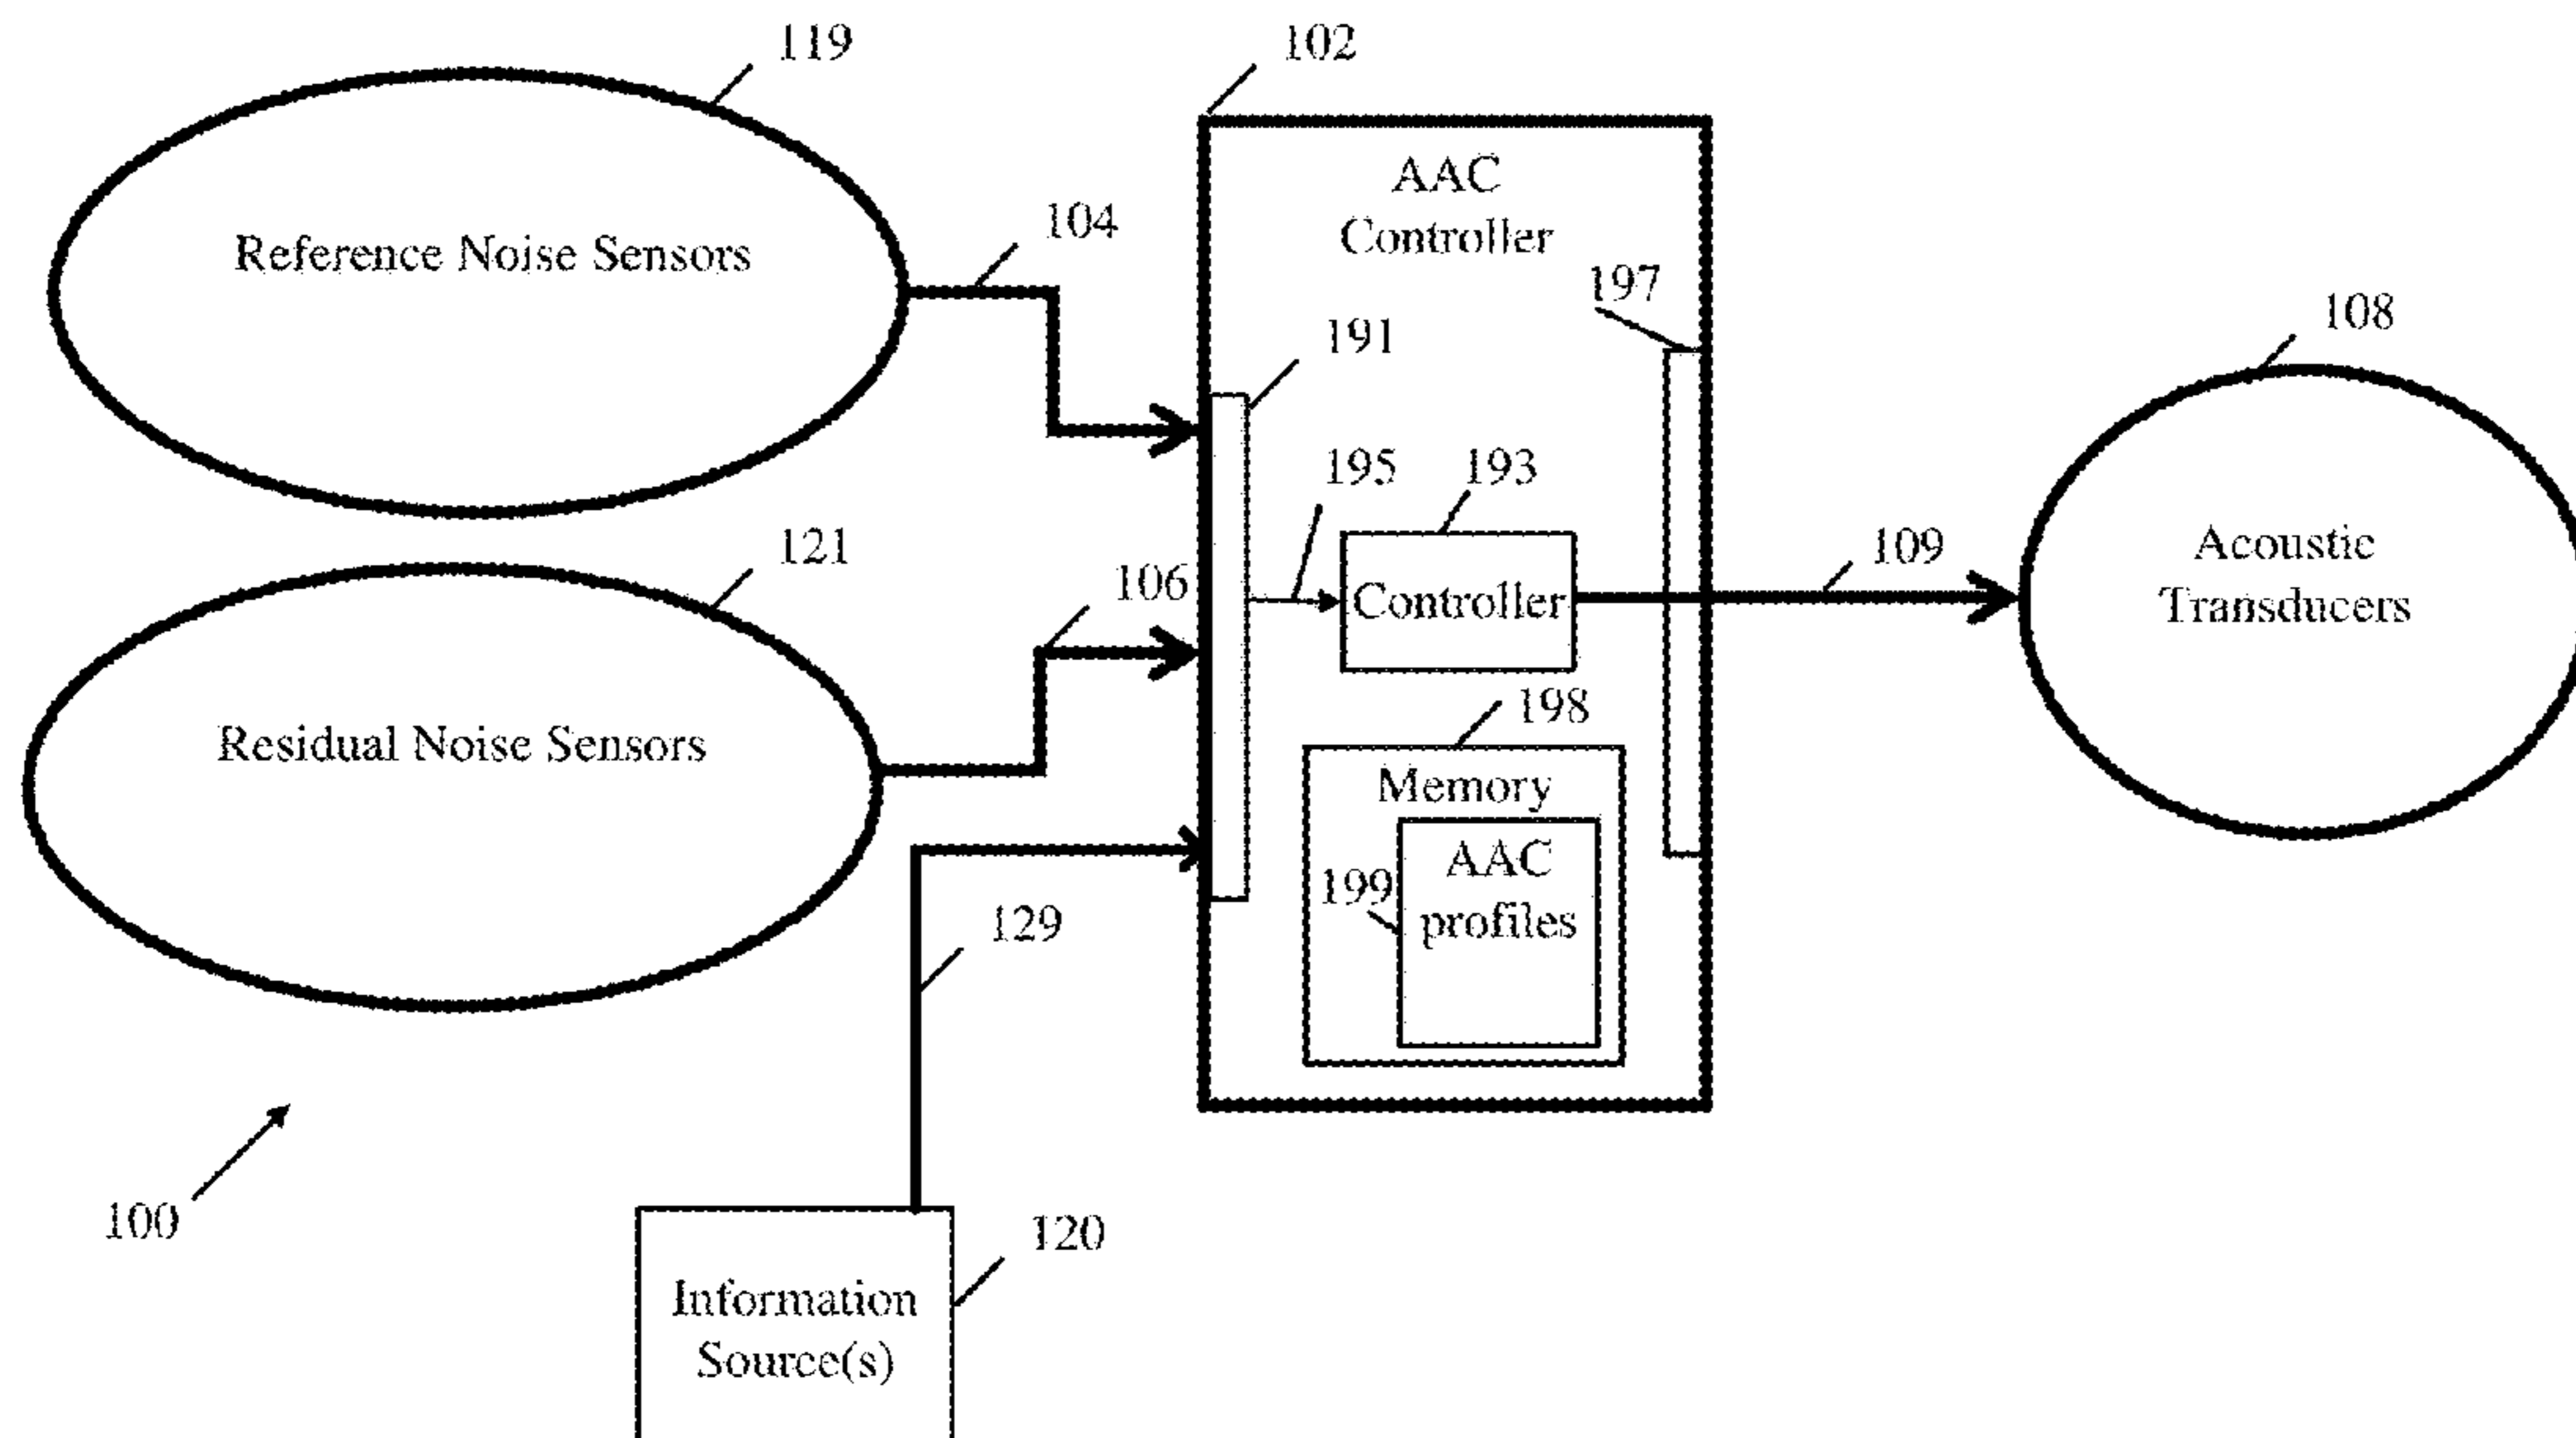 119
102
Reference Noise Sensors
104
AAC
Controller
197
191
108
195
193
121
106
109
Controller
Acoustic
Transducers
Residual Noise Sensors
198
Memory
199
AAC
profiles
129
100
120
Information
Source(s)